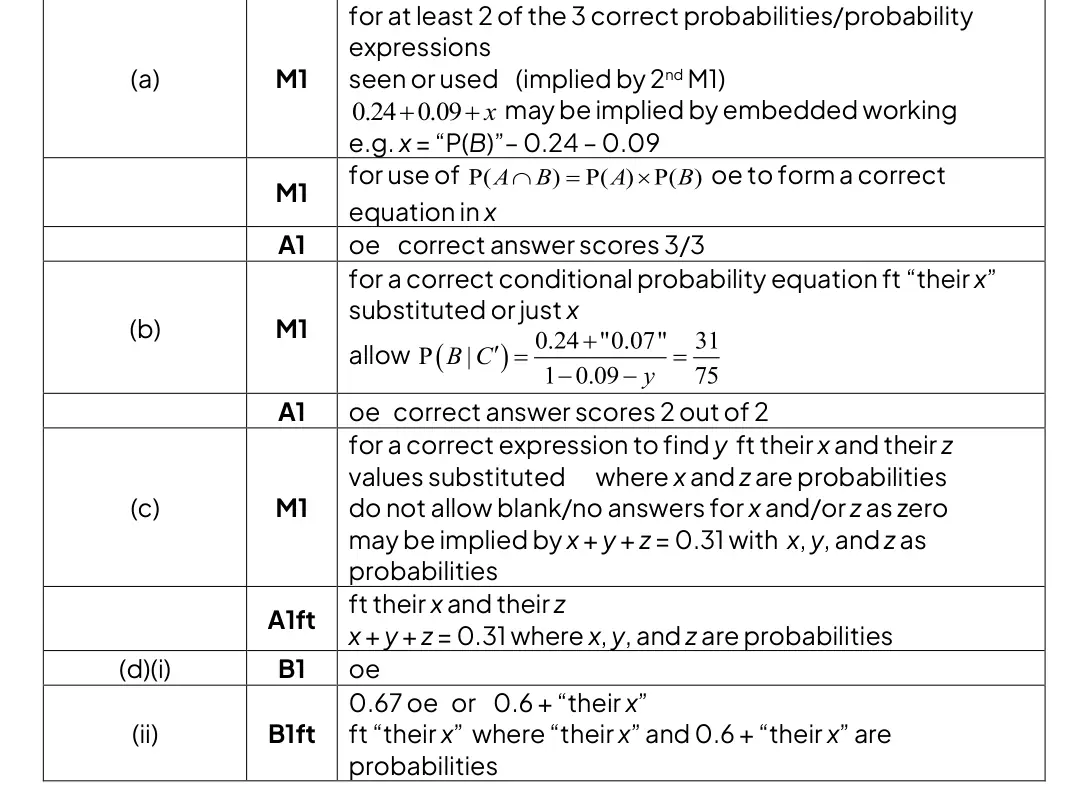 for at least 2 of the 3 correct probabilities/probability
expressions
(a) M1 seen or used (implied by 2nd M1)
0.24 + 0.09 + x may be implied by embedded working
e.g. x = “P(B)”– 0.24 – 0.09
M1 for use of P(A ∩ B) = P(A) × P(B) oe to form a correct
equation in x
A1 oe correct answer scores 3/3
for a correct conditional probability equation ft “their x”
(b) M1 substituted or just x
allow P(B | C′) = (0.24 + "0.07")/(1 − 0.09 − y) = 31/75
A1 oe correct answer scores 2 out of 2
for a correct expression to find y ft their x and their z
values substituted where x and z are probabilities
(c) M1 do not allow blank/no answers for x and/or z as zero
may be implied by x + y + z = 0.31 with x, y, and z as
probabilities
A1ft ft their x and their z
x + y + z = 0.31 where x, y, and z are probabilities
(d)(i) B1 oe
0.67 oe or 0.6 + “their x”
(ii) B1ft ft “their x” where “their x” and 0.6 + “their x” are
probabilities